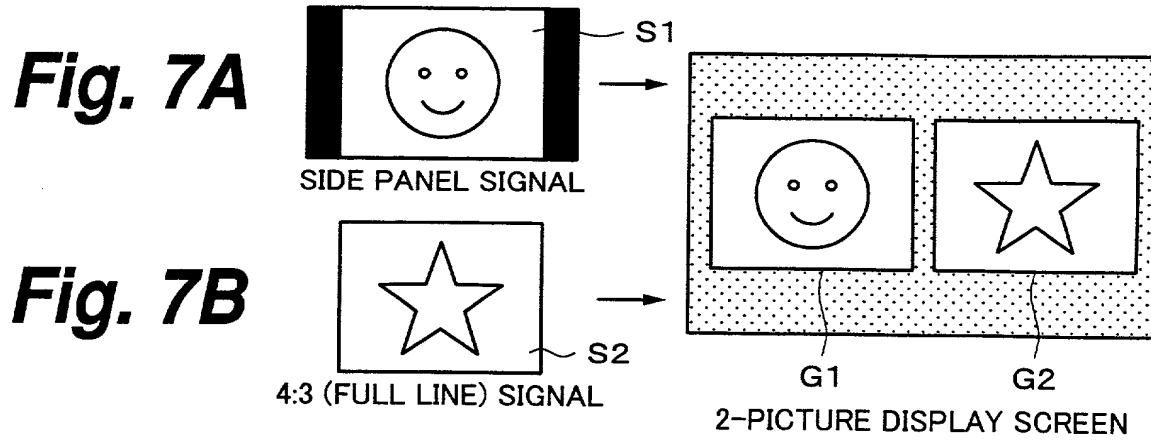 Fig. 7A
S1
SIDE PANEL SIGNAL
Fig. 7B
S2
4:3 (FULL LINE) SIGNAL
G1
G2
2-PICTURE DISPLAY SCREEN